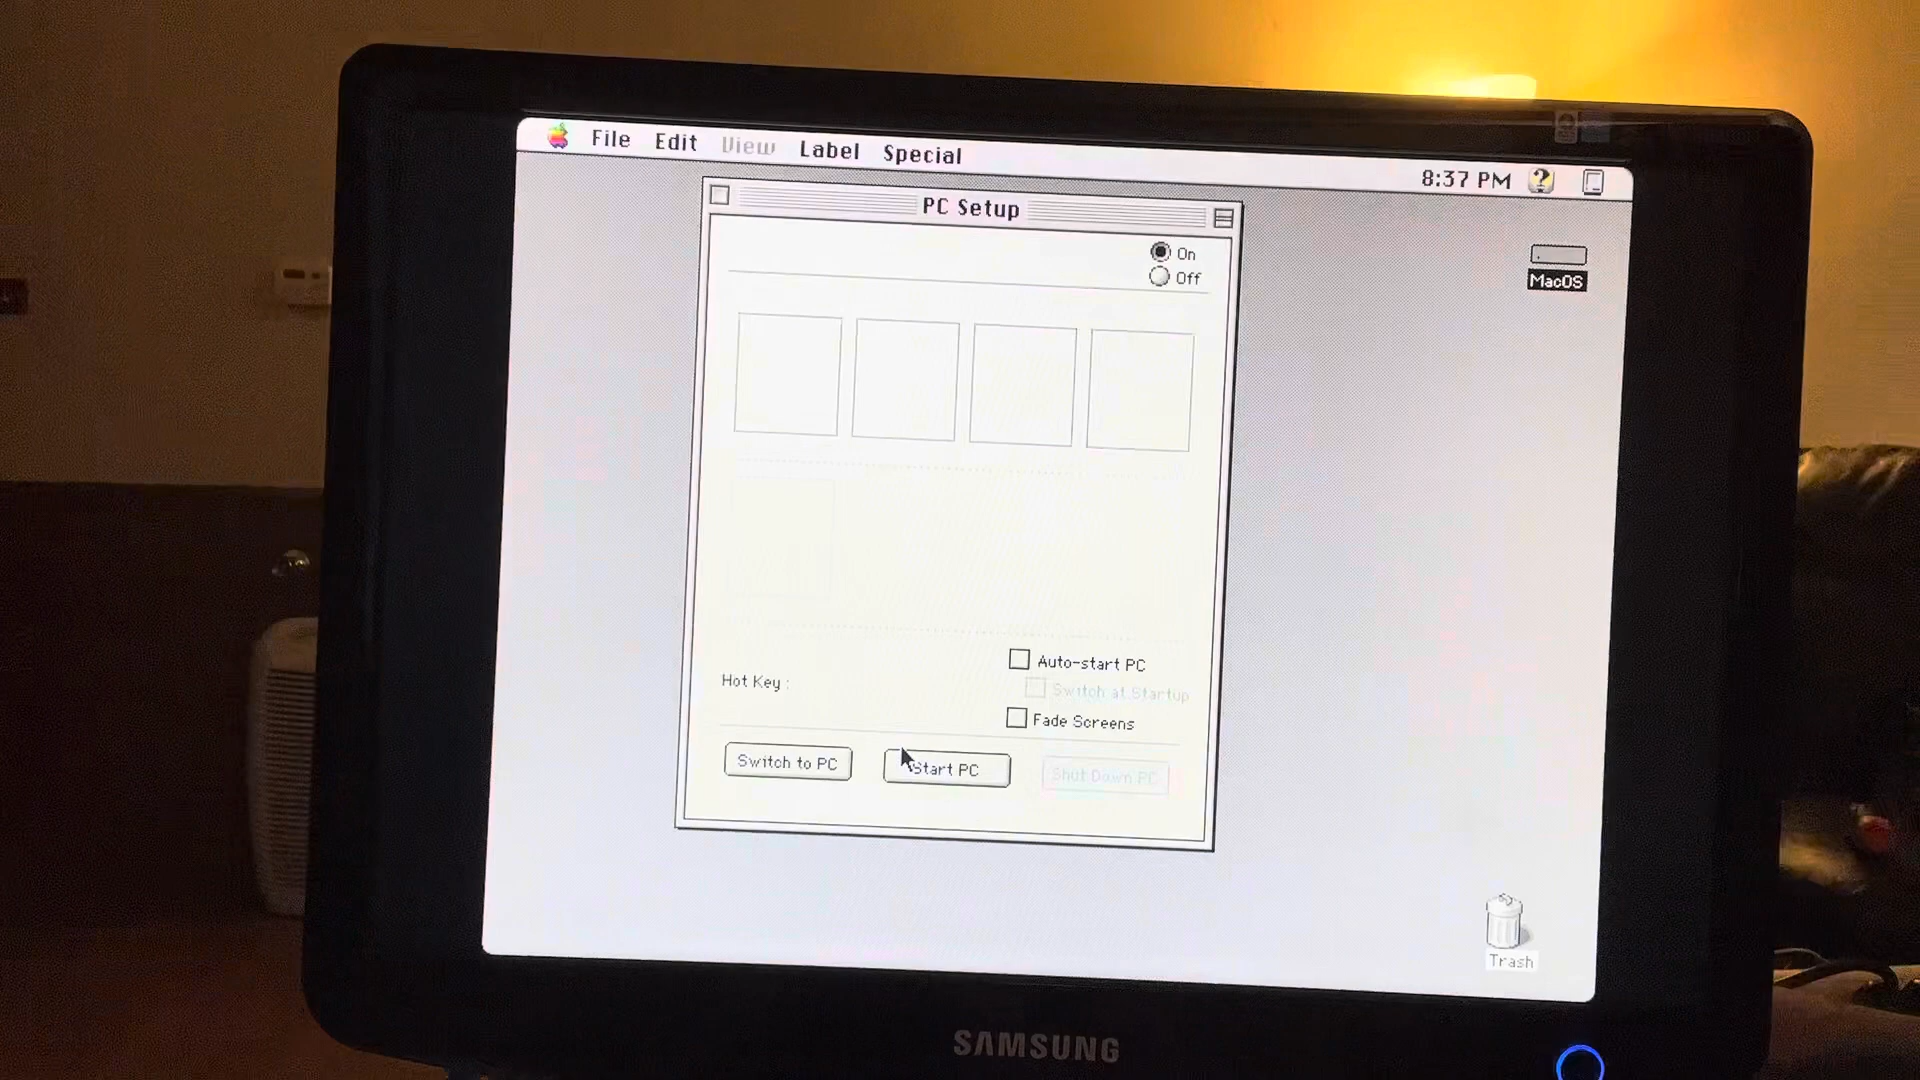 File Edit View Label Special 8:37 PM
PC Setup
On
Off
MacOS
Auto-start PC
Switch at Startup
Hot Key :
Fade Screens
Switch to PC Start PC Shut Down PC
Trash
SAMSUNG